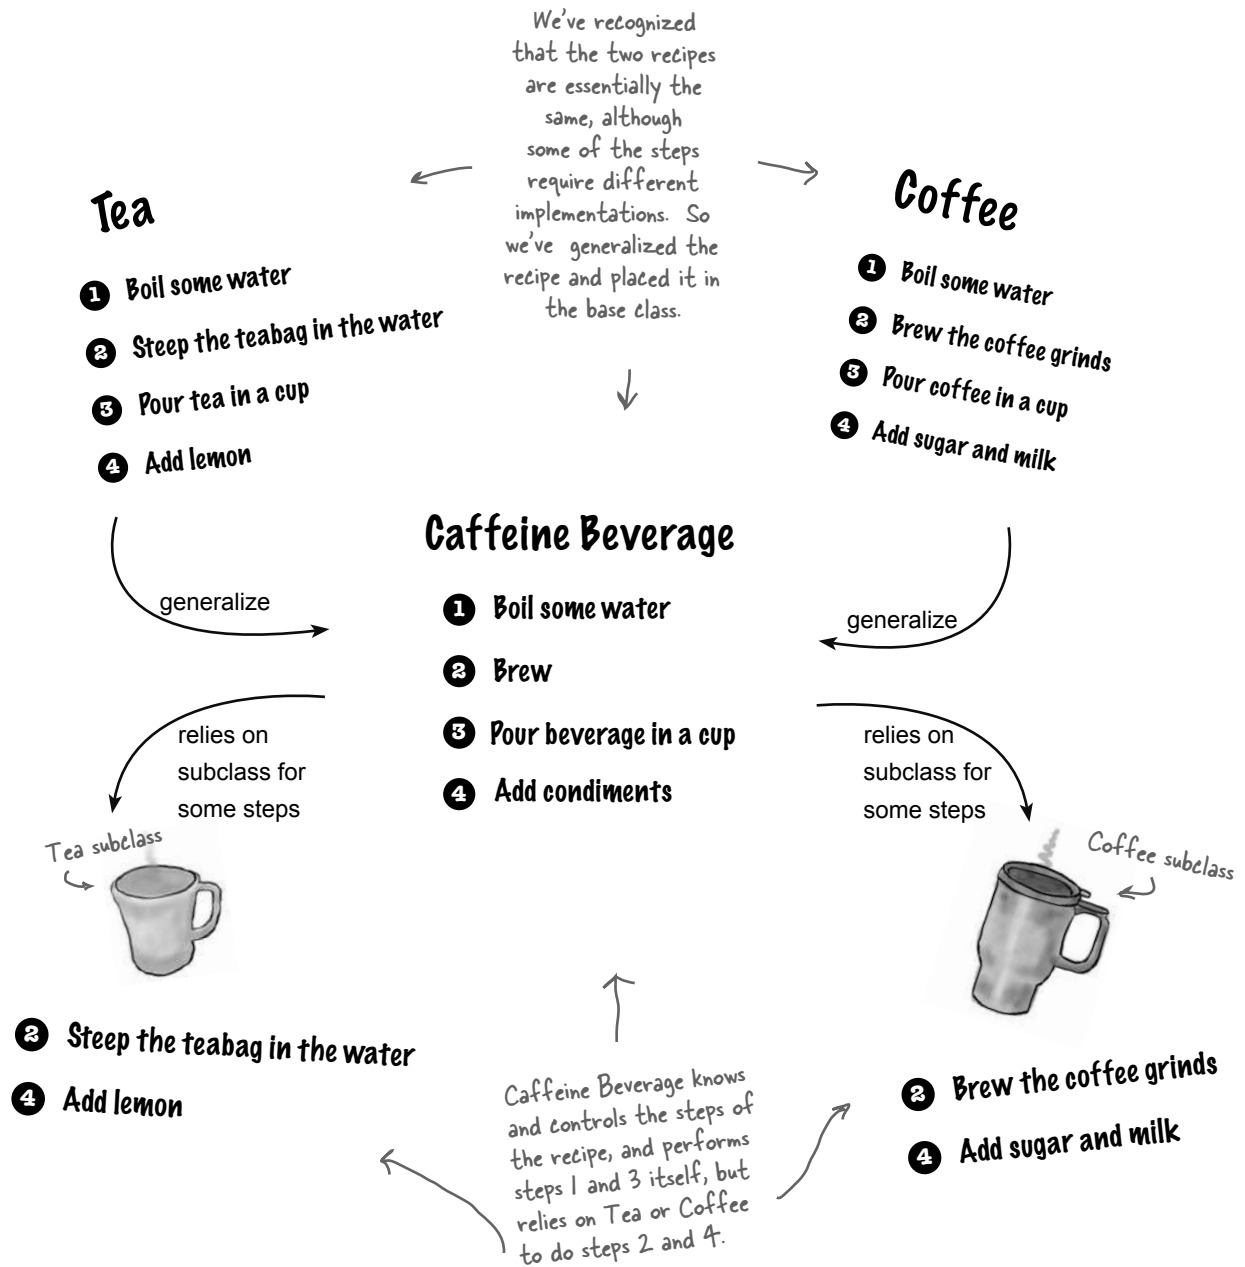 We've recognized
that the two recipes
are essentially the
same, although
some of the steps
require different
implementations. So
we've generalized the
recipe and placed it in
the base class.
Tea
1 Boil some water
2 Steep the teabag in the water
3 Pour tea in a cup
4 Add lemon
Coffee
1 Boil some water
2 Brew the coffee grinds
3 Pour coffee in a cup
4 Add sugar and milk
Caffeine Beverage
1 Boil some water
2 Brew
3 Pour beverage in a cup
4 Add condiments
generalize
generalize
relies on
subclass for
some steps
relies on
subclass for
some steps
Tea subclass
Coffee subclass
2 Steep the teabag in the water
4 Add lemon
Caffeine Beverage knows
and controls the steps of
the recipe, and performs
steps 1 and 3 itself, but
relies on Tea or Coffee
to do steps 2 and 4.
2 Brew the coffee grinds
4 Add sugar and milk